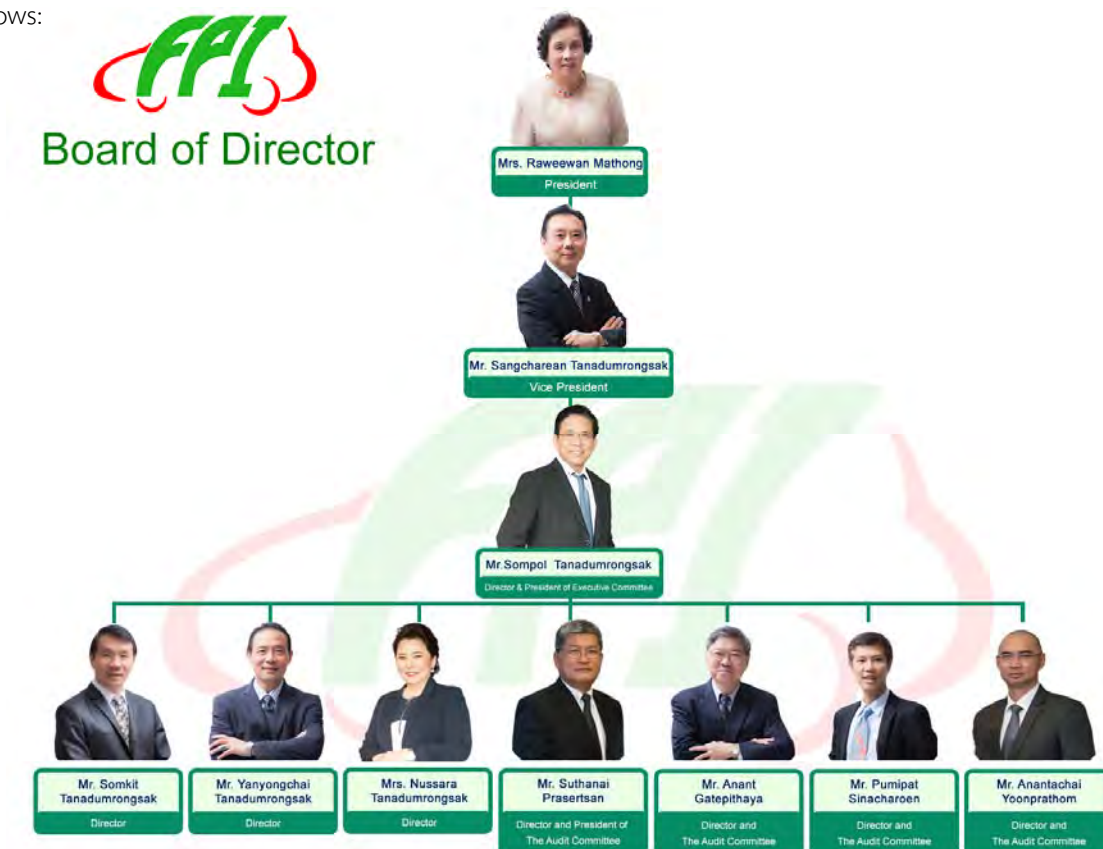 ows:
FPI
Board of Director
Mrs. Raweewan Mathong
President
Mr. Sangcharean Tanadumrongsak
Vice President
Mr.Sompol Tanadumrongsak
Director & President of Executive Committee
Mr. Somkit
Tanadumrongsak
Director
Mr. Yanyongchai
Tanadumrongsak
Director
Mrs. Nussara
Tanadumrongsak
Director
Mr. Suthanai
Prasertsan
Director and President of
The Audit Committee
Mr. Anant
Gatepithaya
Director and
The Audit Committee
Mr. Pumipat
Sinacharoen
Director and
The Audit Committee
Mr. Anantachai
Yoonprathom
Director and
The Audit Committee
FPI